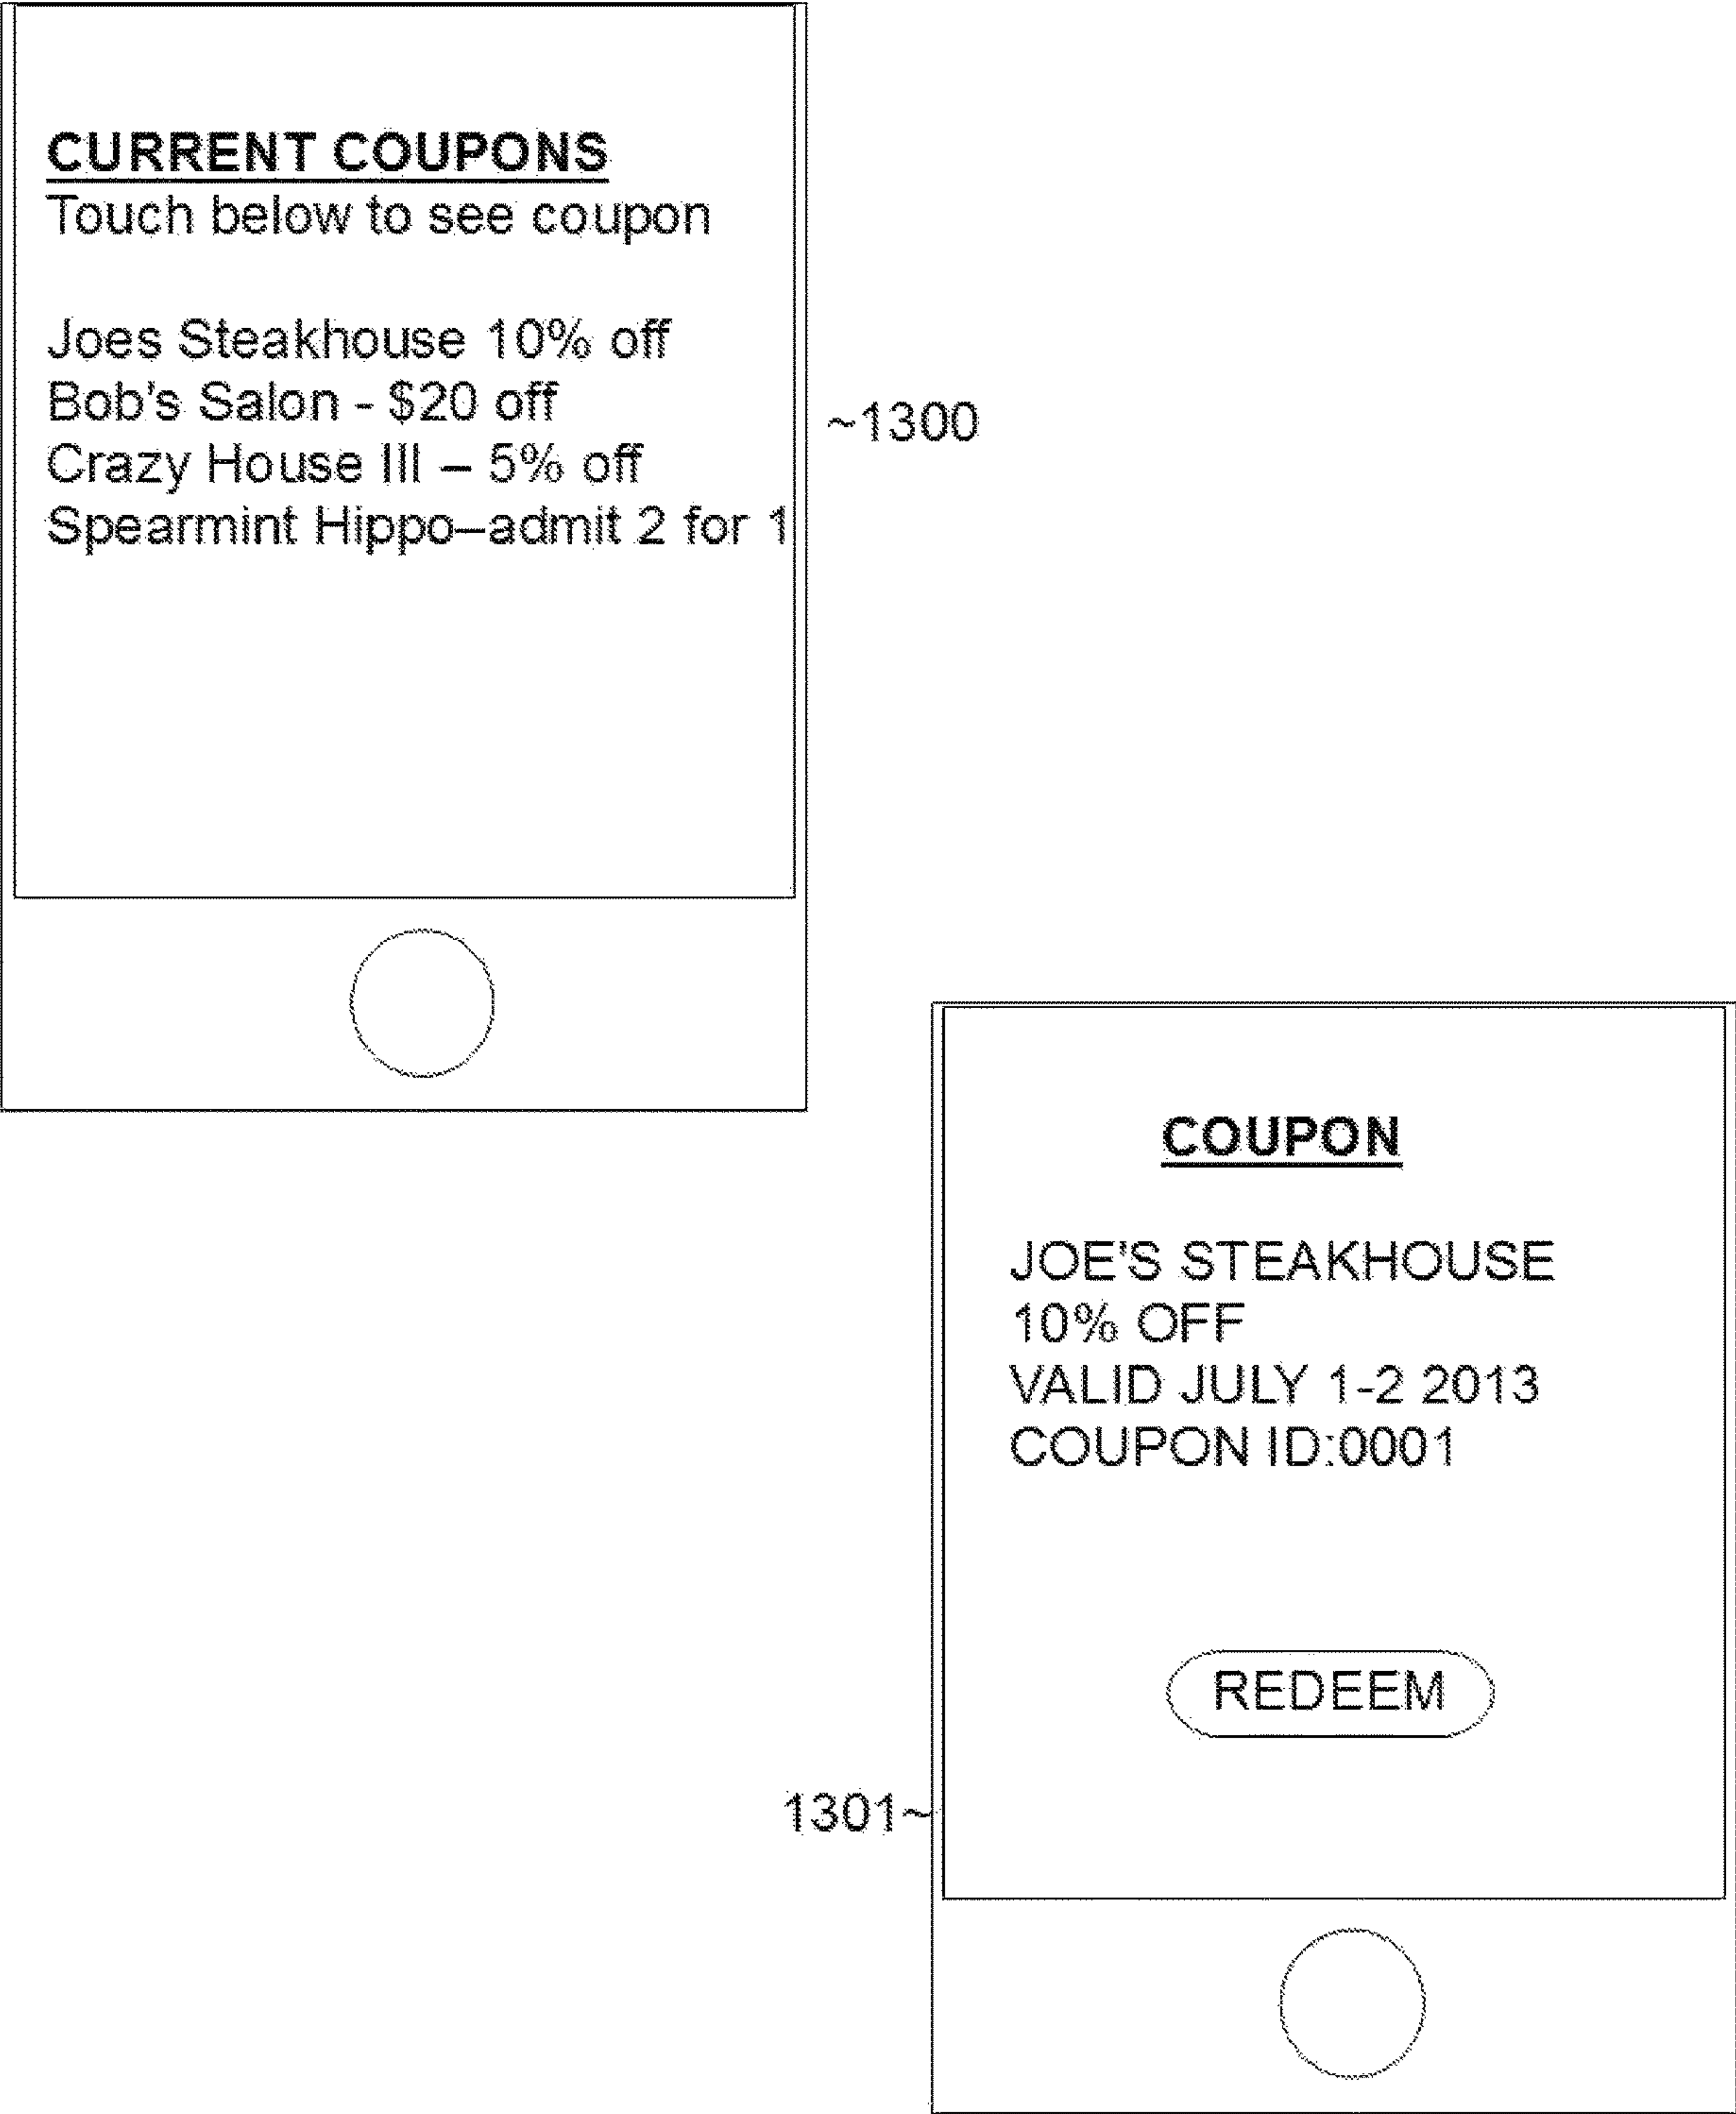 CURRENT COUPONS
Touch below to see coupon
Joes Steakhouse 10% off
Bob's Salon - $20 off
Crazy House III – 5% off
Spearmint Hippo–admit 2 for 1
~1300
COUPON
JOE'S STEAKHOUSE
10% OFF
VALID JULY 1-2 2013
COUPON ID:0001
REDEEM
1301~